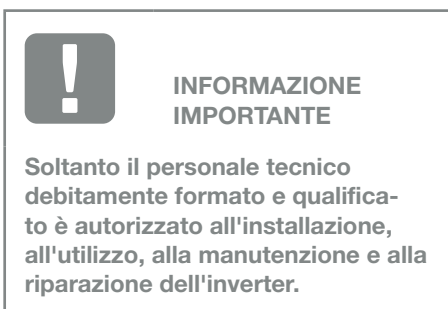 INFORMAZIONE
IMPORTANTE
Soltanto il personale tecnico
debitamente formato e qualifica-
to è autorizzato all'installazione,
all'utilizzo, alla manutenzione e alla
riparazione dell'inverter.